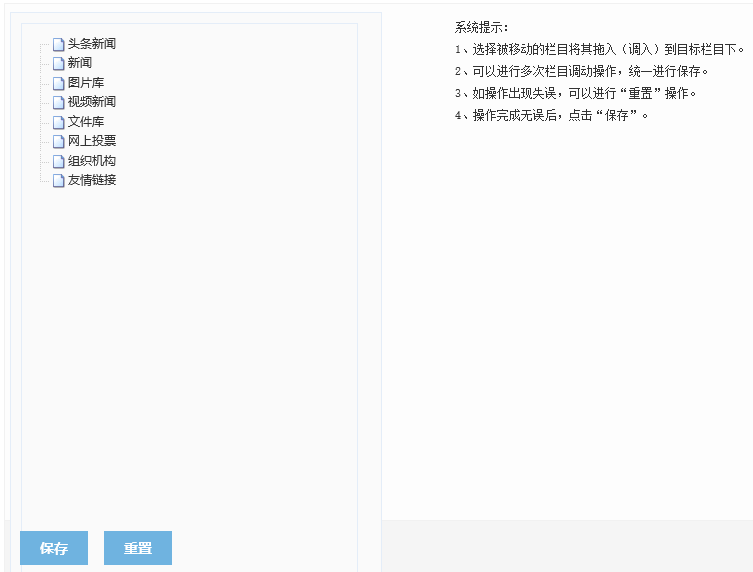 头条新闻
新闻
图片库
视频新闻
文件库
网上投票
组织机构
友情链接
保存
重置
系统提示:
1、选择被移动的栏目将其拖入（调入）到目标栏目下。
2、可以进行多次栏目调动操作，统一进行保存。
3、如操作出现失误，可以进行“重置”操作。
4、操作完成无误后，点击“保存”。